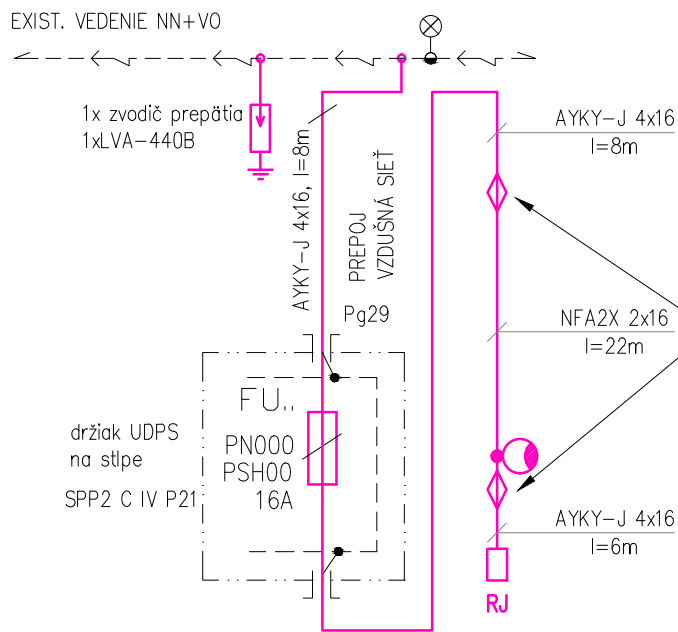 EXIST. VEDENIE NN+VO
1x zvodič prepätia
1xLVA-440B
AYKY-J 4x16, l=8m
PREPOJ
VZDUŠNÁ SIEŤ
AYKY-J 4x16
l=8m
Pg29
NFA2X 2x16
l=22m
FU..
PN000
PSH00
16A
držiak UDPS
na stĺpe
SPP2 C IV P21
AYKY-J 4x16
l=6m
RJ